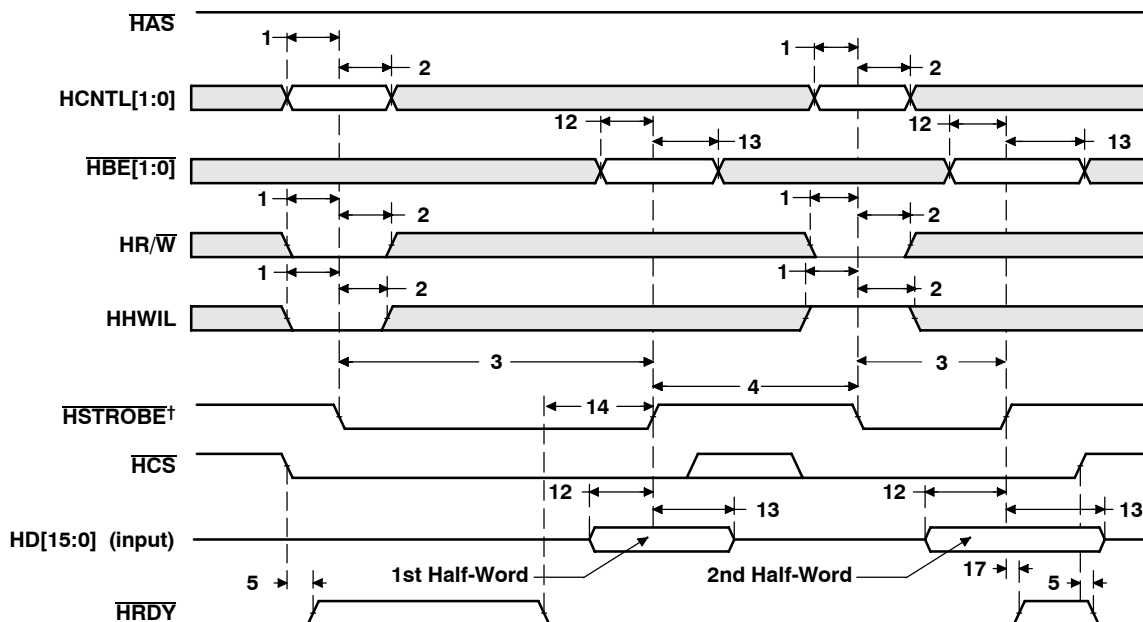 HAS
1 1
2 2
HCNTL[1:0]
12 12
13 13
HBE[1:0]
1 1
2 2
HR/W
1 1
2 2
HHWIL
3 3
4
14
HSTROBE†
HCS
12 12
13 13
HD[15:0] (input)
1st Half-Word 2nd Half-Word
5 17 5
HRDY